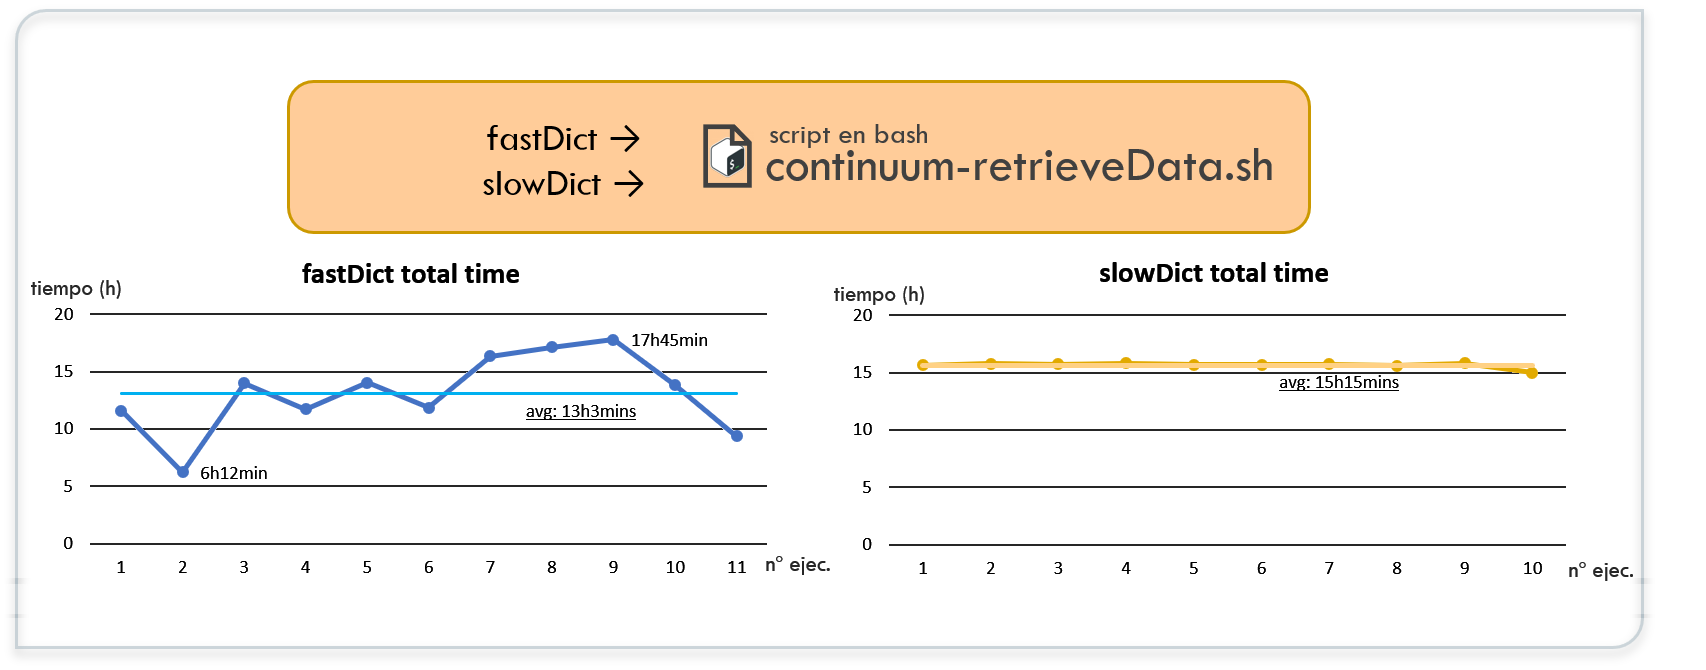 fastDict →
slowDict →
script en bash
continuum-retrieveData.sh
$_
fastDict total time
tiempo (h)
20
15
10
5
0
17h45min
avg: 13h3mins
6h12min
1 2 3 4 5 6 7 8 9 10 11
n° ejec.
slowDict total time
tiempo (h)
20
15
10
5
0
avg: 15h15mins
1 2 3 4 5 6 7 8 9 10
n° ejec.